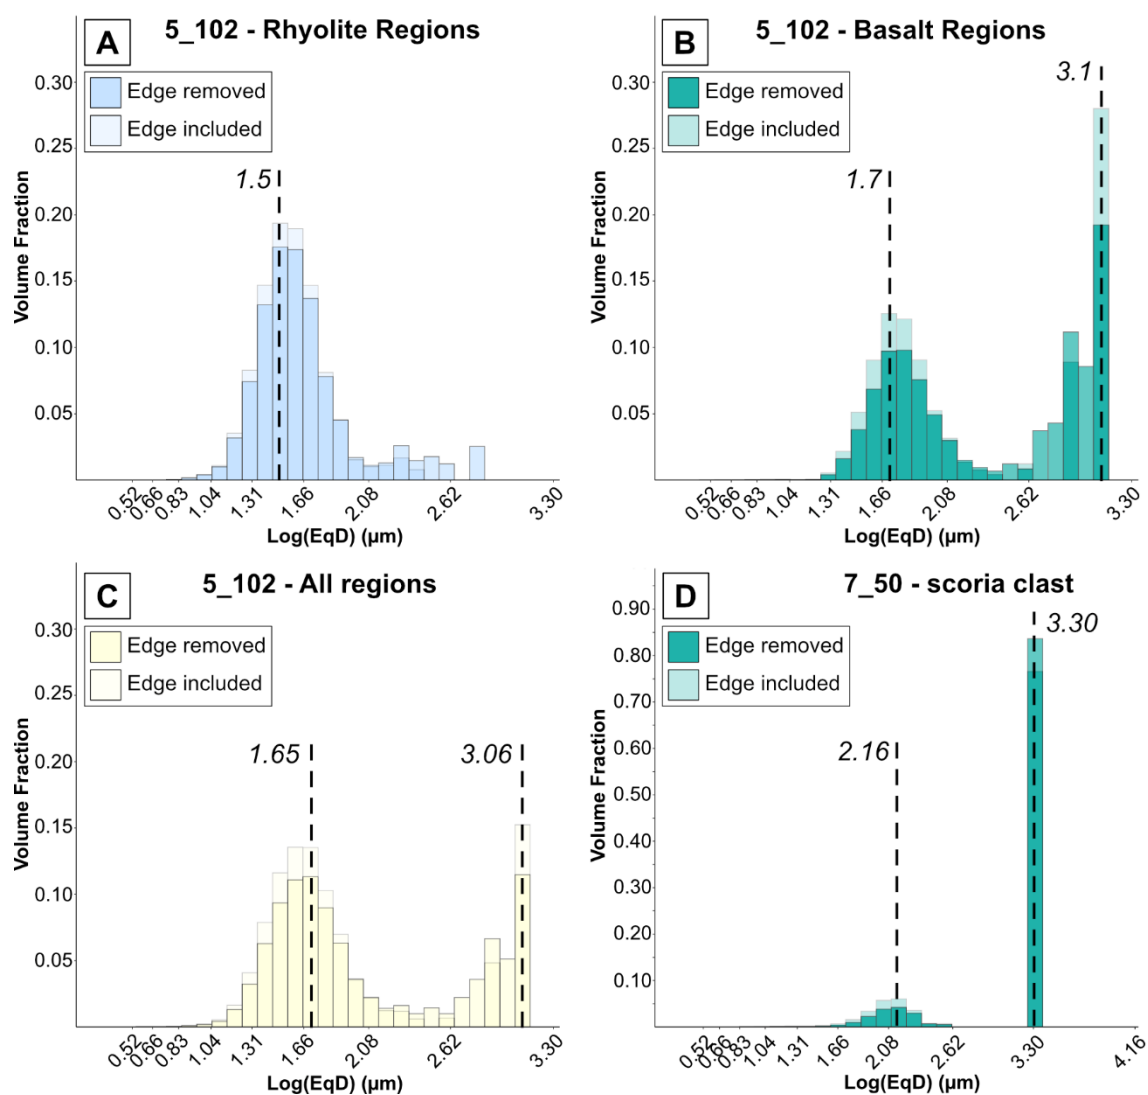 A
5_102 - Rhyolite Regions
Edge removed
Edge included
0.30
0.25
0.20
0.15
0.10
0.05
Volume Fraction
1.5
0.52
0.66
0.83
1.04
1.31
1.66
2.08
2.62
3.30
Log(EqD) (µm)
B
5_102 - Basalt Regions
Edge removed
Edge included
0.30
0.25
0.20
0.15
0.10
0.05
Volume Fraction
1.7
3.1
0.52
0.66
0.83
1.04
1.31
1.66
2.08
2.62
3.30
Log(EqD) (µm)
C
5_102 - All regions
Edge removed
Edge included
0.30
0.25
0.20
0.15
0.10
0.05
Volume Fraction
1.65
3.06
0.52
0.66
0.83
1.04
1.31
1.66
2.08
2.62
3.30
Log(EqD) (µm)
D
7_50 - scoria clast
Edge removed
Edge included
0.90
0.80
0.70
0.60
0.50
0.40
0.30
0.20
0.10
Volume Fraction
2.16
3.30
0.52
0.66
0.83
1.04
1.31
1.66
2.08
2.62
3.30
4.16
Log(EqD) (µm)